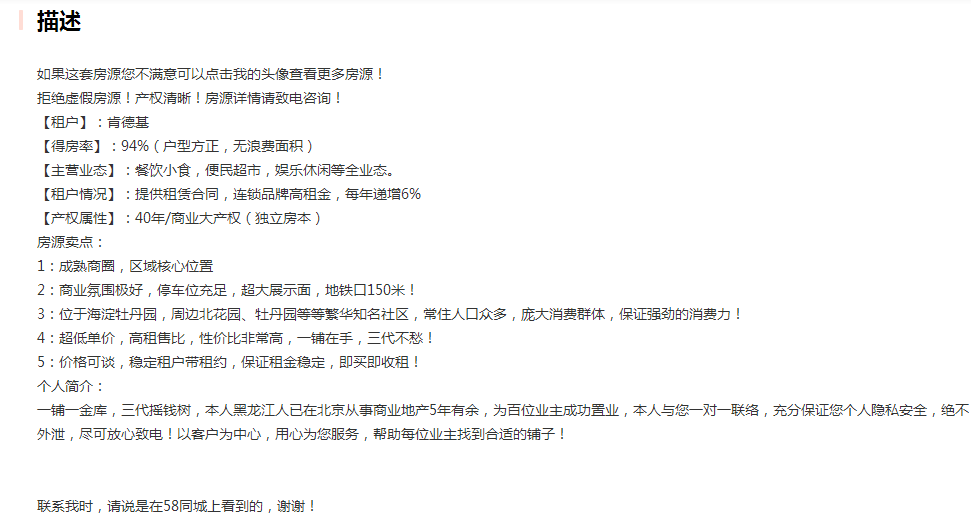 描述
如果这套房源您不满意可以点击我的头像查看更多房源！
拒绝虚假房源！产权清晰！房源详情请致电咨询！
【租户】：肯德基
【得房率】：94%（户型方正，无浪费面积）
【主营业态】：餐饮小食，便民超市，娱乐休闲等全业态。
【租户情况】：提供租赁合同，连锁品牌高租金，每年递增6%
【产权属性】：40年/商业大产权（独立房本）
房源卖点：
1：成熟商圈，区域核心位置
2：商业氛围极好，停车位充足，超大展示面，地铁口150米！
3：位于海淀牡丹园，周边北花园、牡丹园等等繁华知名社区，常住人口众多，庞大消费群体，保证强劲的消费力！
4：超低单价，高租售比，性价比非常高，一铺在手，三代不愁！
5：价格可谈，稳定租户带租约，保证租金稳定，即买即收租！
个人简介：
一铺一金库，三代摇钱树，本人黑龙江人已在北京从事商业地产5年有余，为百位业主成功置业，本人与您一对一联络，充分保证您个人隐私安全，绝不
外泄，尽可放心致电！以客户为中心，用心为您服务，帮助每位业主找到合适的铺子！
联系我时，请说是在58同城上看到的，谢谢！